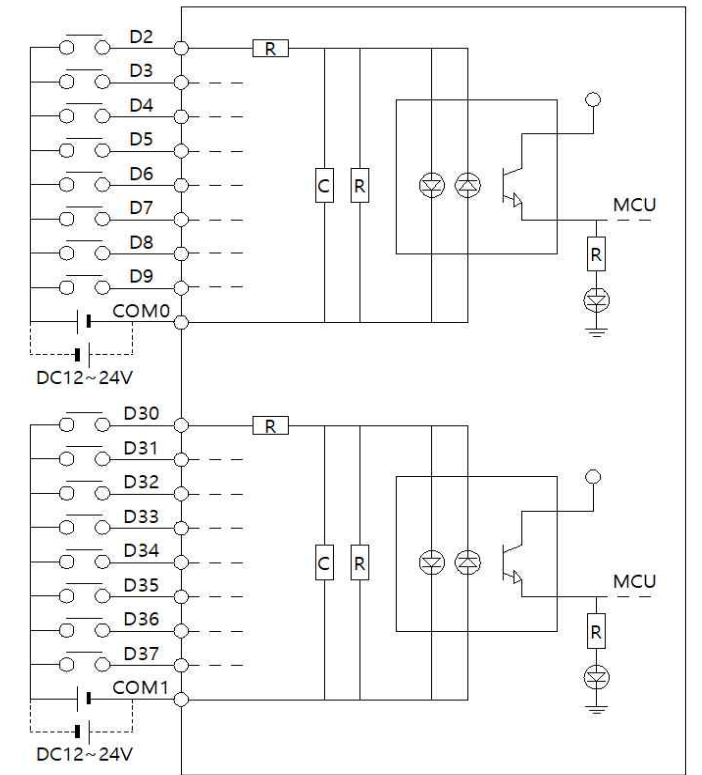 D2
R
D3
D4
D5
D6
C
R
D7
MCU
D8
R
D9
COM0
DC12~24V
D30
R
D31
D32
D33
D34
C
R
D35
MCU
D36
R
D37
COM1
DC12~24V